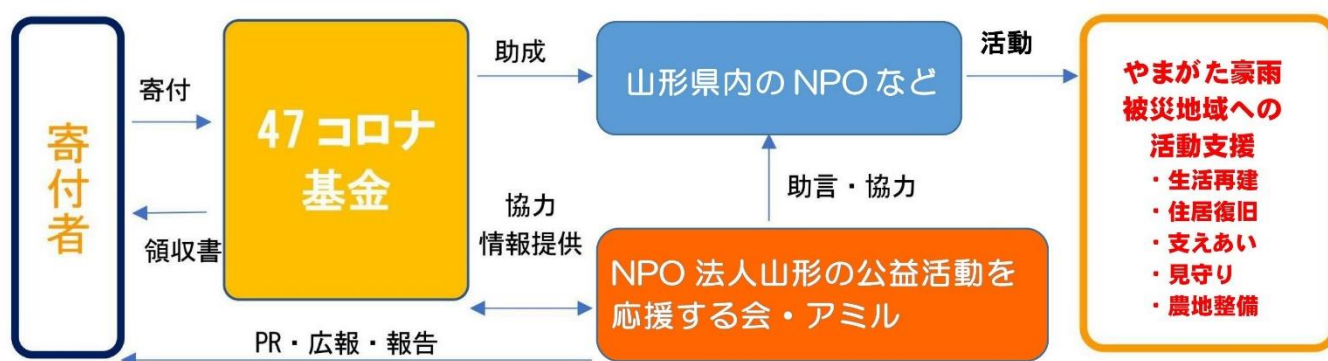 寄付者
寄付
領収書
47コロナ
基金
助成
協力
情報提供
PR・広報・報告
山形県内のNPOなど
助言・協力
NPO法人山形の公益活動を
応援する会・アミル
活動
やまがた豪雨
被災地域への
活動支援
・生活再建
・住居復旧
・支えあい
・見守り
・農地整備